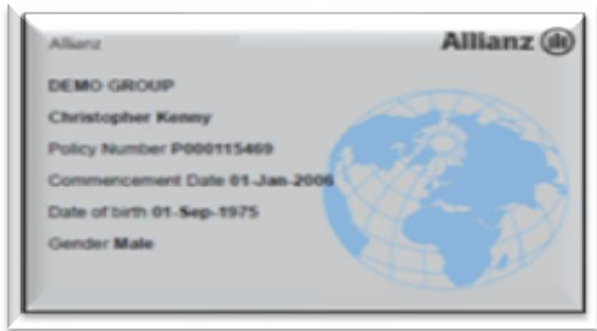 Allianz
Allianz
DEMO GROUP
Christopher Kenny
Policy Number P000115469
Commencement Date 01-Jan-2006
Date of birth 01-Sep-1975
Gender Male